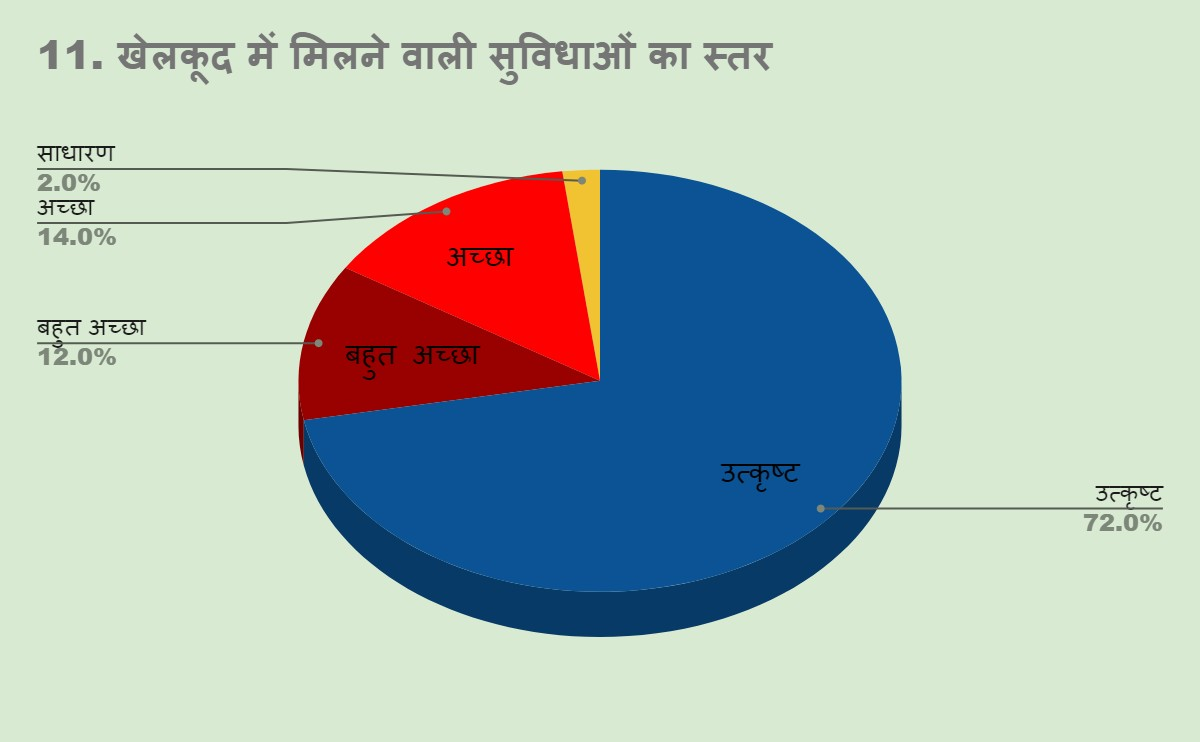 11. खेलकूद में मिलने वाली सुविधाओं का स्तर
साधारण
2.0%
अच्छा
14.0%
अच्छा
बहुत अच्छा
12.0%
बहुत अच्छा
उत्कृष्ट
उत्कृष्ट
72.0%